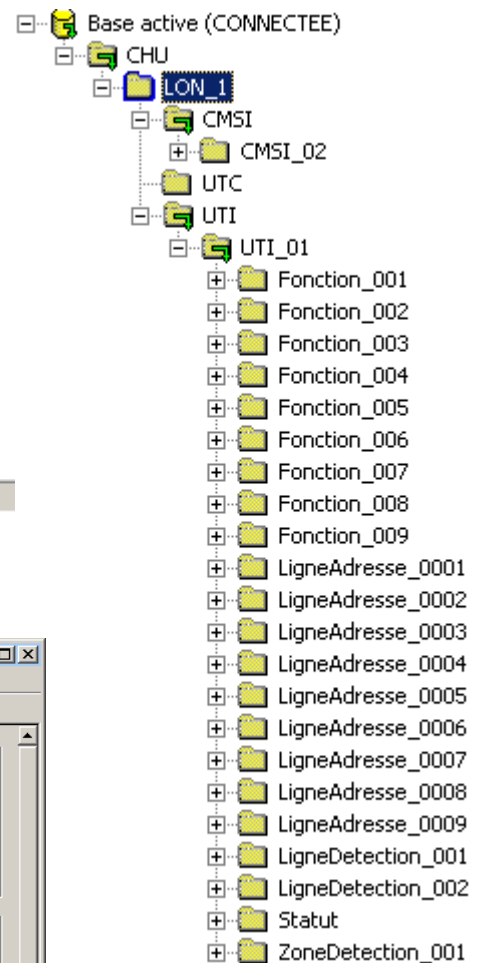 Base active (CONNECTEE)
CHU
LON_1
CMSI
CMSI_02
UTC
UTI
UTI_01
Fonction_001
Fonction_002
Fonction_003
Fonction_004
Fonction_005
Fonction_006
Fonction_007
Fonction_008
Fonction_009
LigneAdresse_0001
LigneAdresse_0002
LigneAdresse_0003
LigneAdresse_0004
LigneAdresse_0005
LigneAdresse_0006
LigneAdresse_0007
LigneAdresse_0008
LigneAdresse_0009
LigneDetection_001
LigneDetection_002
Statut
ZoneDetection_001